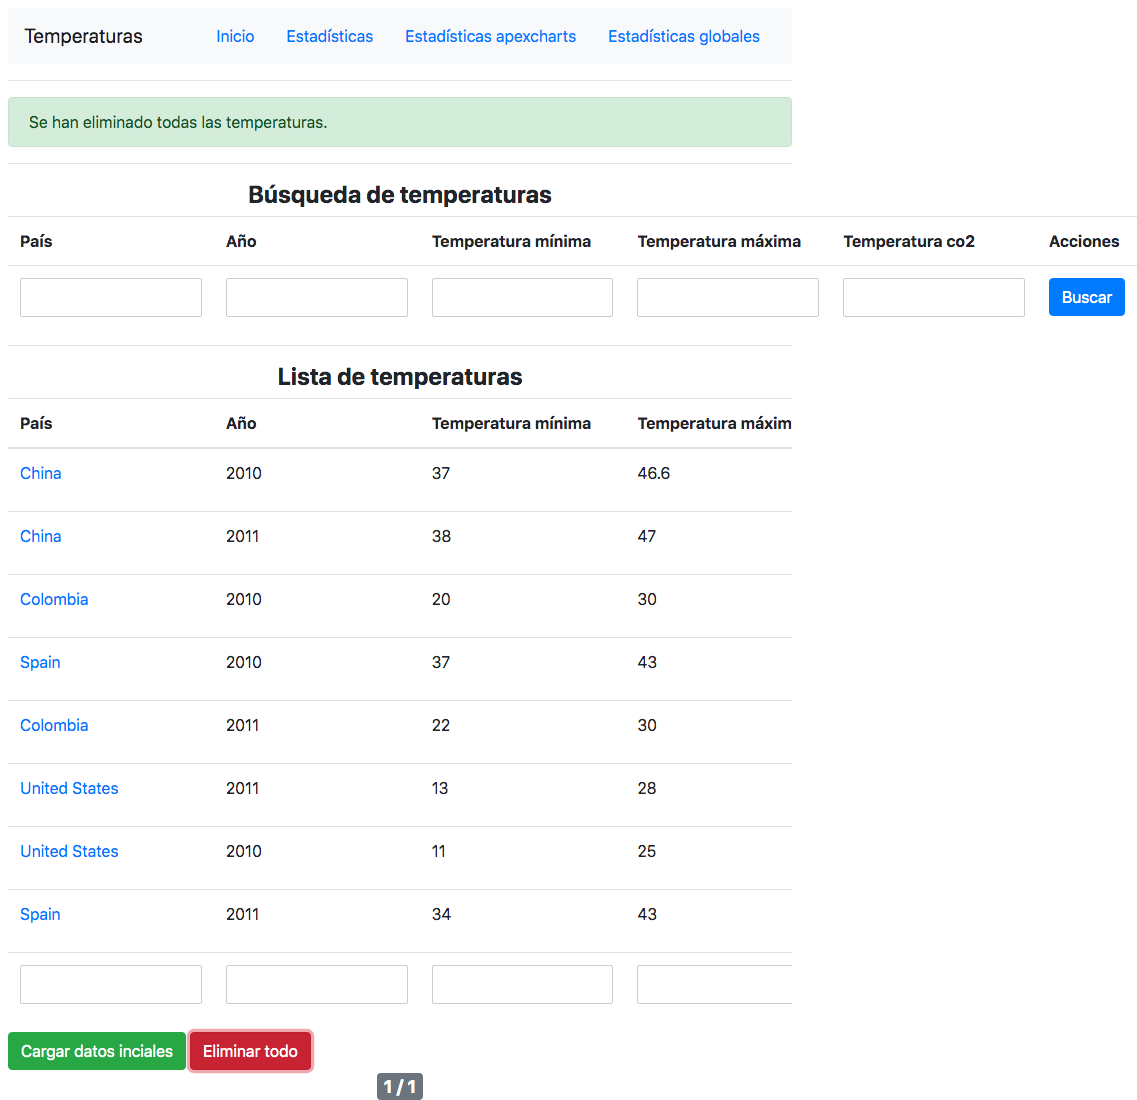 Temperaturas Inicio Estadísticas Estadísticas apexcharts Estadísticas globales
Se han eliminado todas las temperaturas.
Búsqueda de temperaturas
País Año Temperatura mínima Temperatura máxima Temperatura co2 Acciones
Buscar
Lista de temperaturas
País Año Temperatura mínima Temperatura máxim
China 2010 37 46.6
China 2011 38 47
Colombia 2010 20 30
Spain 2010 37 43
Colombia 2011 22 30
United States 2011 13 28
United States 2010 11 25
Spain 2011 34 43
Cargar datos inciales Eliminar todo
1 / 1